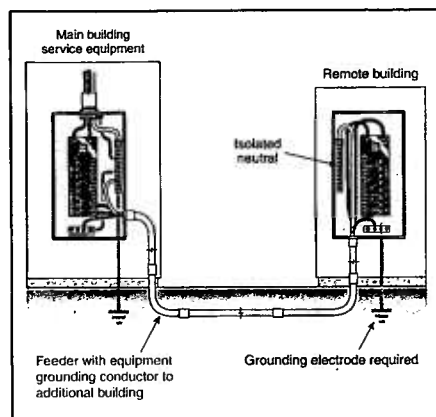 Main building
service equipment
Remote building
Isolated
neutral
Feeder with equipment
grounding conductor to
additional building
Grounding electrode required